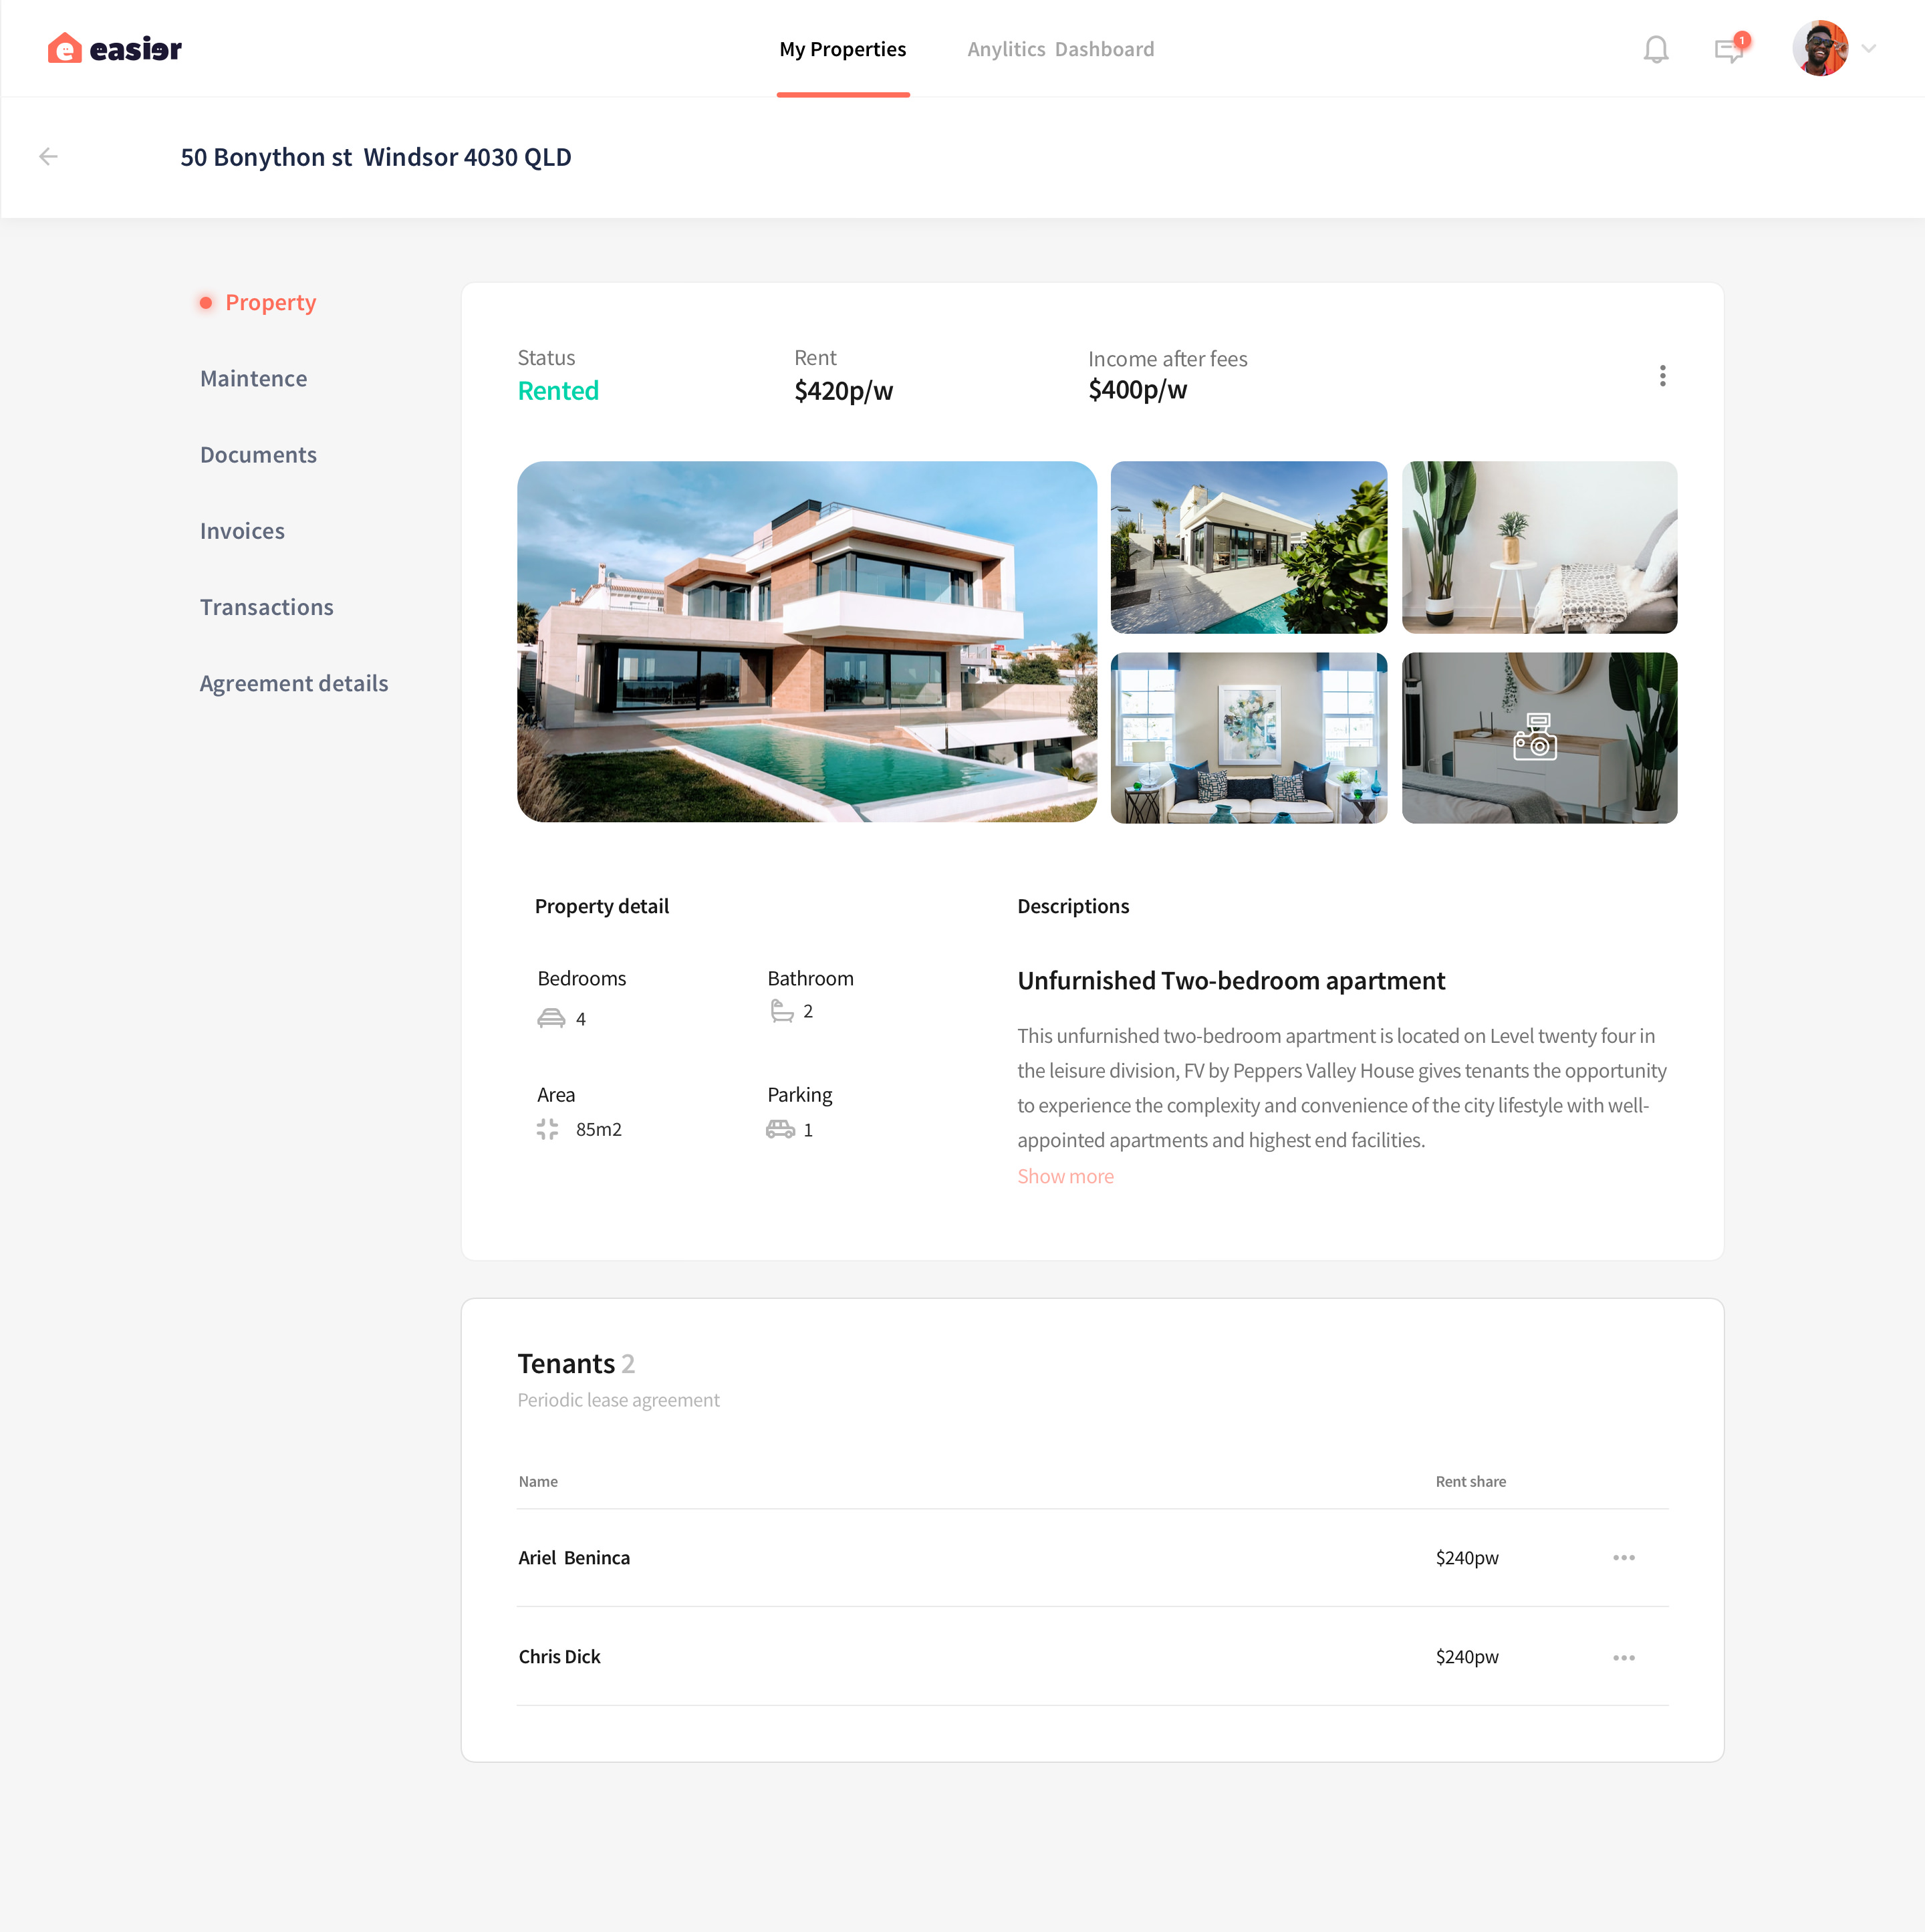 easier
My Properties
Anylitics Dashboard
1
50 Bonython st Windsor 4030 QLD
Property
Maintence
Documents
Invoices
Transactions
Agreement details
Status
Rented
Rent
$420p/w
Income after fees
$400p/w
Property detail
Bedrooms
4
Bathroom
2
Area
85m2
Parking
1
Descriptions
Unfurnished Two-bedroom apartment
This unfurnished two-bedroom apartment is located on Level twenty four in
the leisure division, FV by Peppers Valley House gives tenants the opportunity
to experience the complexity and convenience of the city lifestyle with well-
appointed apartments and highest end facilities.
Show more
Tenants 2
Periodic lease agreement
Name
Rent share
Ariel Beninca
$240pw
Chris Dick
$240pw